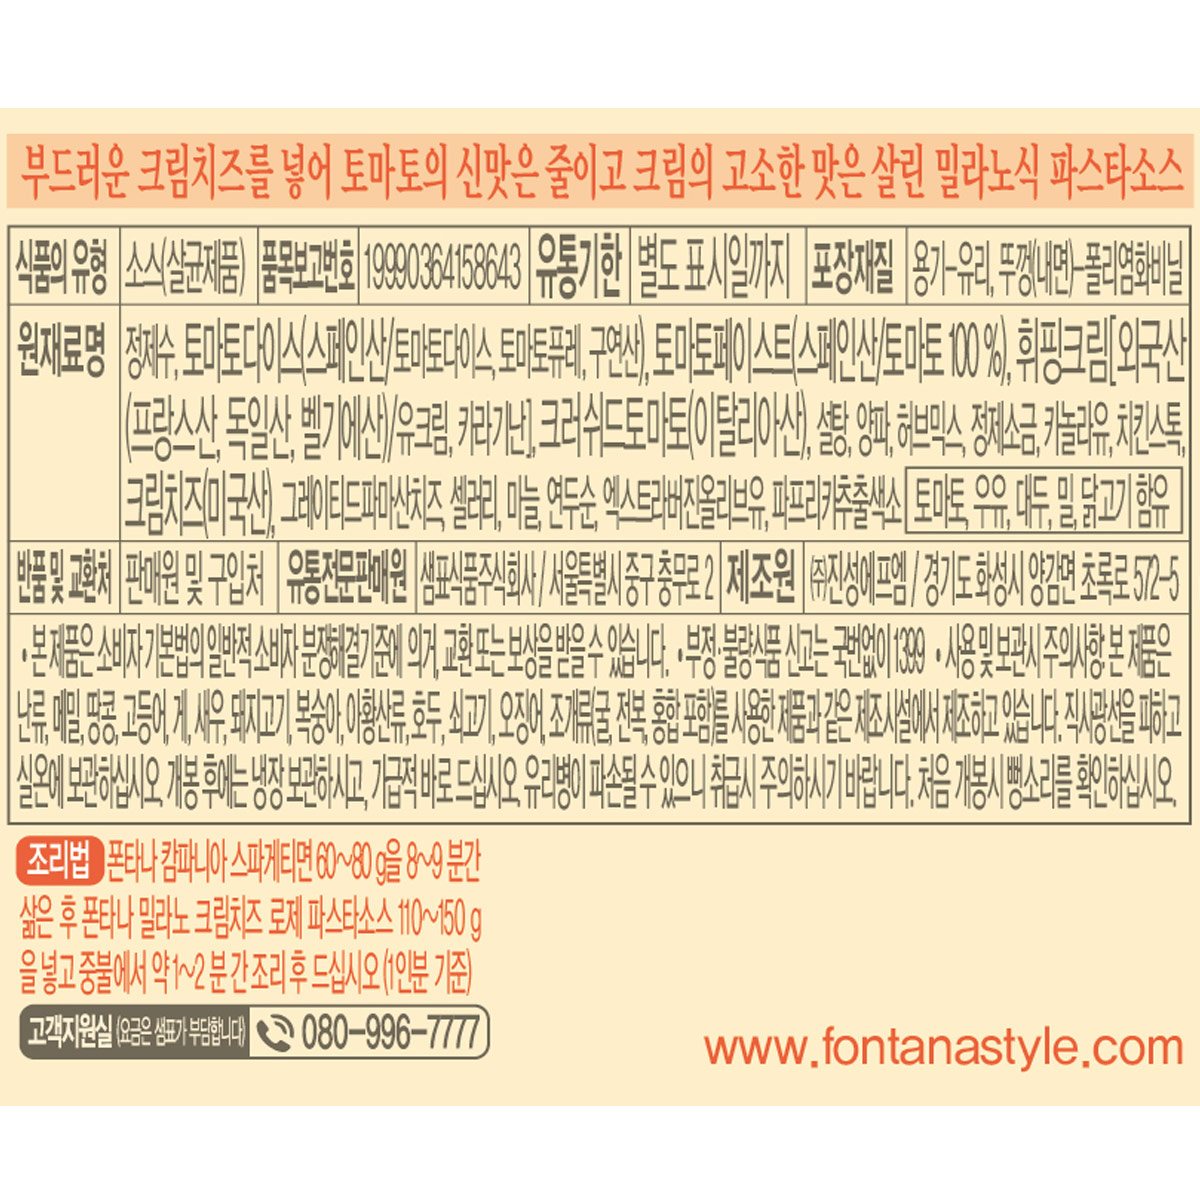 부드러운 크림치즈를 넣어 토마토의 신맛은 줄이고 크림의 고소한 맛은 살린 밀라노식 파스타소스
식품의 유형 소스(살균제품) 품목보고번호 19990364158643 유통기한 별도 표시일까지 포장재질 용기-유리, 뚜껑(내면)-폴리염화비닐
원재료명 정제수, 토마토다이스(스페인산/토마토다이스, 토마토퓨레, 구연산), 토마토페이스트(스페인산/토마토 100 %), 휘핑크림[외국산
(프랑스산, 독일산, 벨기에산)/유크림, 카라기난], 크러쉬드토마토(이탈리아산), 설탕, 양파, 허브믹스, 정제소금, 카놀라유, 치킨스톡,
크림치즈(미국산), 그레이티드파마산치즈, 셀러리, 마늘, 연두순, 엑스트라버진올리브유, 파프리카추출색소 토마토, 우유, 대두, 밀, 닭고기 함유
반품 및 교환처 판매원 및 구입처 유통전문판매원 샘표식품주식회사 / 서울특별시 중구 충무로 2 제조원 ㈜진성에프엠 / 경기도 화성시 양감면 초록로 572-5
• 본 제품은 소비자기본법의 일반적 소비자 분쟁해결기준에 의거, 교환 또는 보상을 받을 수 있습니다. • 부정·불량식품 신고는 국번없이 1399 • 사용 및 보관시 주의사항: 본 제품은
난류, 메밀, 땅콩, 고등어, 게, 새우, 돼지고기, 복숭아, 아황산류, 호두, 쇠고기, 오징어, 조개류(굴, 전복, 홍합 포함)를 사용한 제품과 같은 제조시설에서 제조하고 있습니다. 직사광선을 피하고
실온에 보관하십시오. 개봉 후에는 냉장 보관하시고, 가급적 바로 드십시오. 유리병이 파손될 수 있으니 취급시 주의하시기 바랍니다. 처음 개봉시 뻥소리를 확인하십시오.
조리법 폰타나 캄파니아 스파게티면 60~80 g을 8~9 분간
삶은 후 폰타나 밀라노 크림치즈 로제 파스타소스 110~150 g
을 넣고 중불에서 약 1~2 분 간 조리 후 드십시오 (1인분 기준)
고객지원실 (요금은 샘표가 부담합니다) 080-996-7777
www.fontanastyle.com